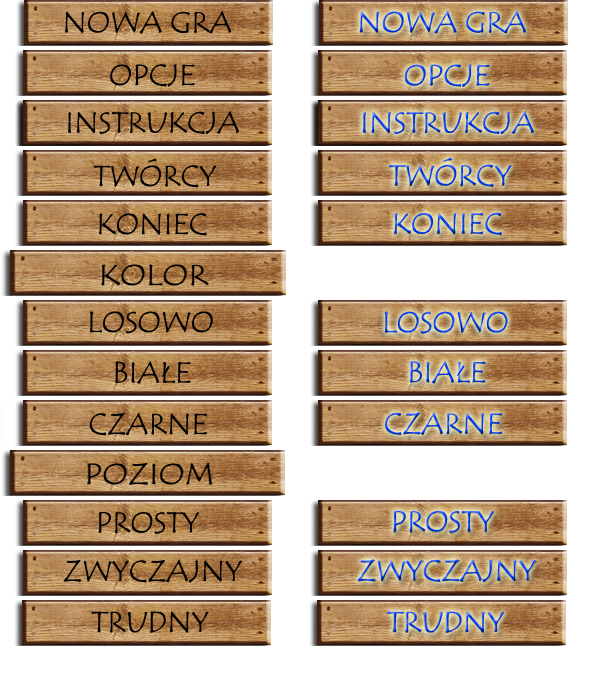 NOWA GRA NOWA GRA
OPCJE OPCJE
INSTRUKCJA INSTRUKCJA
TWÓRCY TWÓRCY
KONIEC KONIEC
KOLOR
LOSOWO LOSOWO
BIAŁE BIAŁE
CZARNE CZARNE
POZIOM
PROSTY PROSTY
ZWYCZAJNY ZWYCZAJNY
TRUDNY TRUDNY